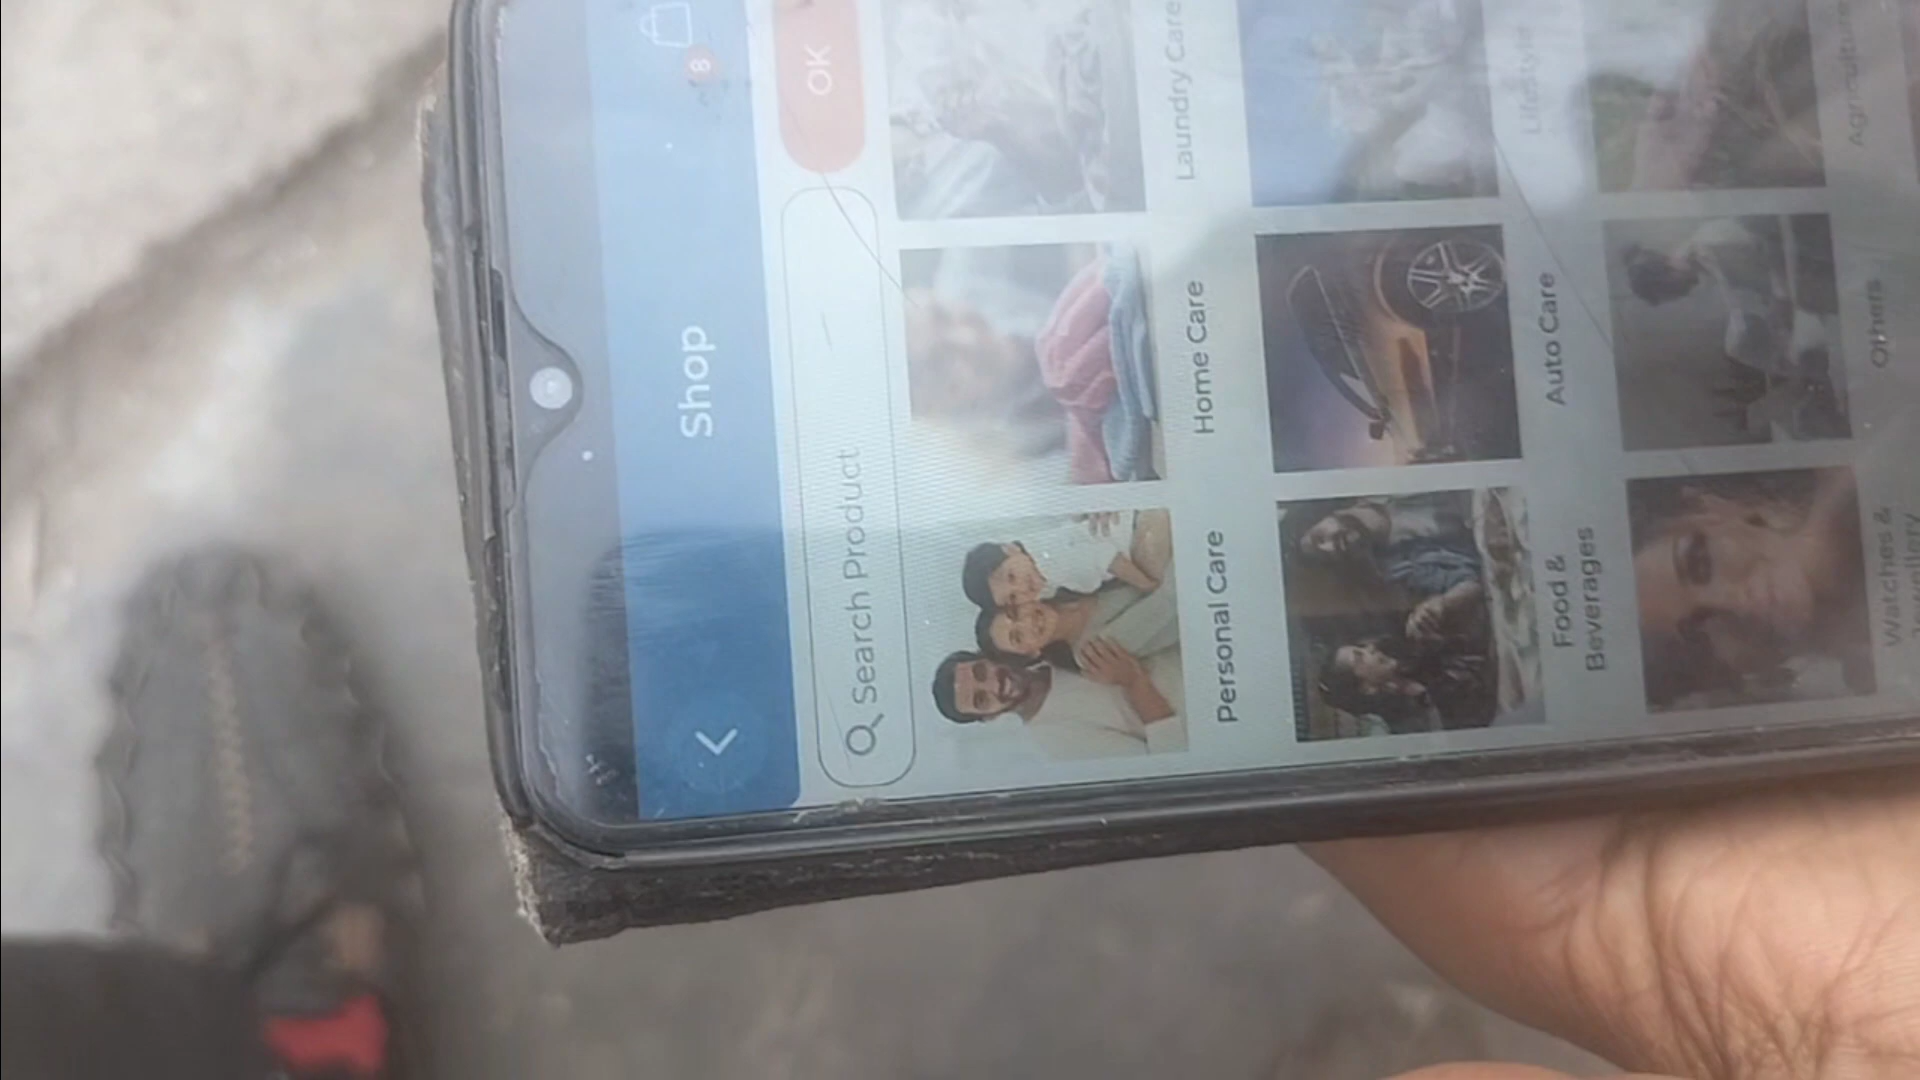 Shop
8
Search Product
OK
Personal Care
Home Care
Laundry Care
Food &
Beverages
Auto Care
Lifestyle
Watches &
Jewellery
Others
Agriculture